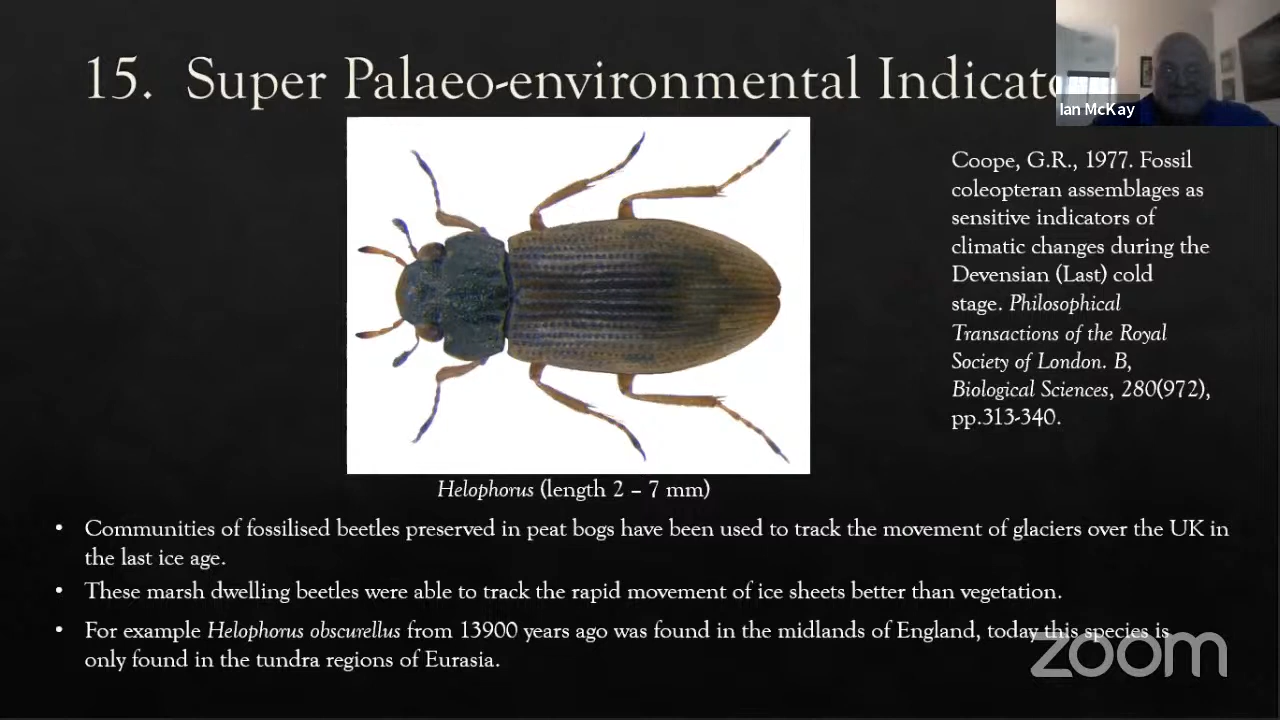 15. Super Palaeo-environmental Indicato
Ian McKay
Coope, G.R., 1977. Fossil
coleopteran assemblages as
sensitive indicators of
climatic changes during the
Devensian (Last) cold
stage. Philosophical
Transactions of the Royal
Society of London. B,
Biological Sciences, 280(972),
pp.313-340.
Helophorus (length 2 – 7 mm)
• Communities of fossilised beetles preserved in peat bogs have been used to track the movement of glaciers over the UK in
the last ice age.
• These marsh dwelling beetles were able to track the rapid movement of ice sheets better than vegetation.
• For example Helophorus obscurellus from 13900 years ago was found in the midlands of England, today this species is
only found in the tundra regions of Eurasia.
zoom